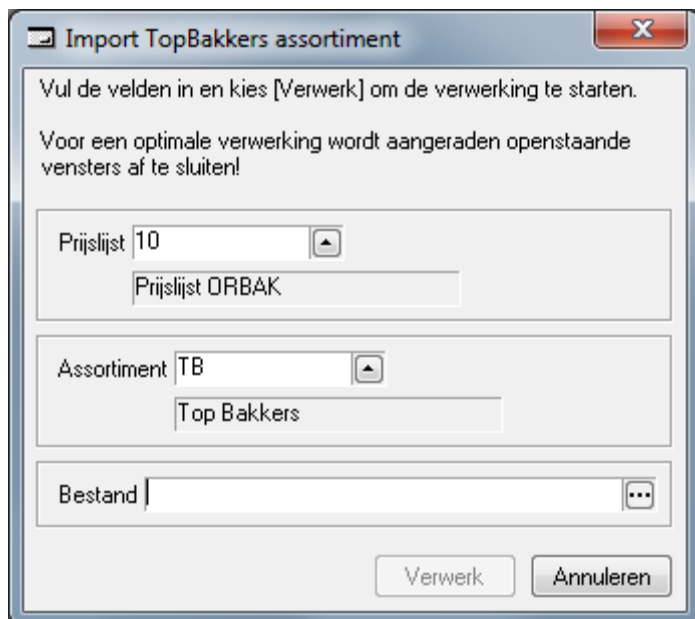 Import TopBakkers assortiment
Vul de velden in en kies [Verwerk] om de verwerking te starten.
Voor een optimale verwerking wordt aangeraden openstaande
vensters af te sluiten!
Prijslijst 10
Prijslijst ORBAK
Assortiment TB
Top Bakkers
Bestand
Verwerk Annuleren